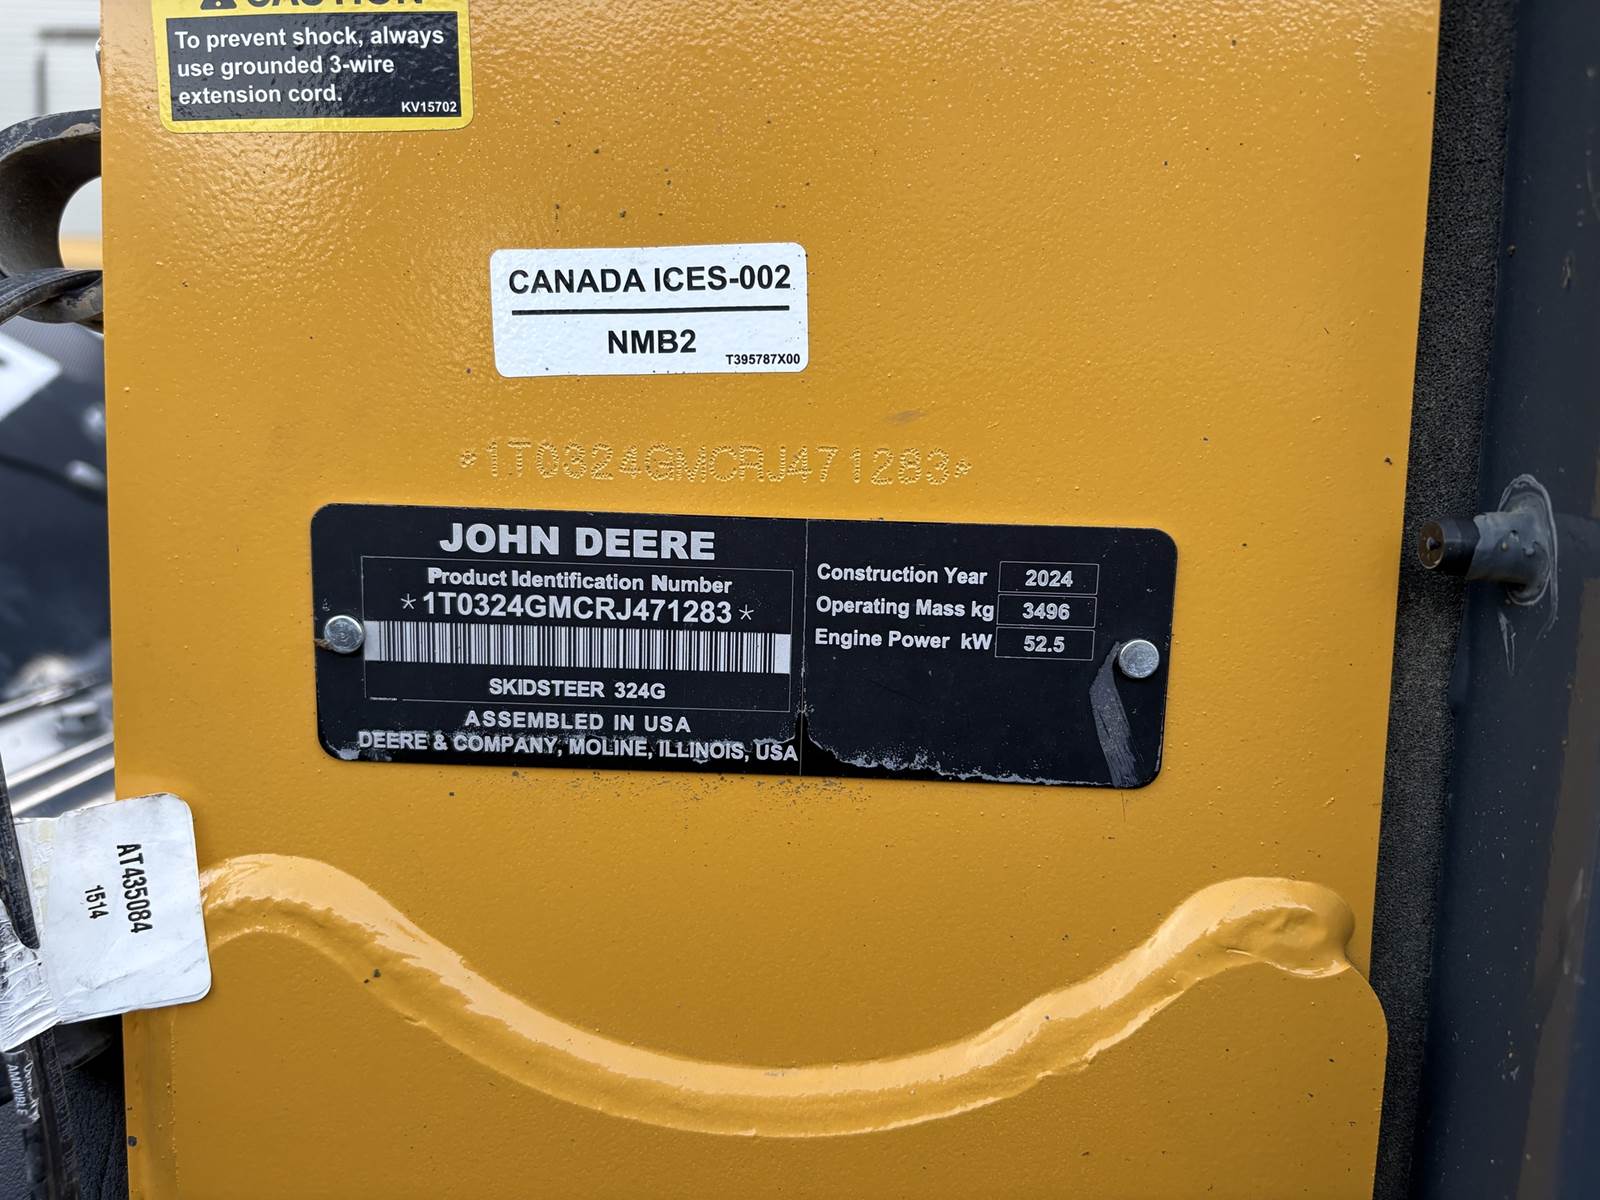 CAUTION
To prevent shock, always
use grounded 3-wire
extension cord.
KV15702
CANADA ICES-002
NMB2
T395787X00
*1T0324GMCRJ471283*
JOHN DEERE
Product Identification Number
*1T0324GMCRJ471283*
SKIDSTEER 324G
ASSEMBLED IN USA
DEERE & COMPANY, MOLINE, ILLINOIS, USA
Construction Year 2024
Operating Mass kg 3496
Engine Power kW 52.5
AT435084
1514
AMOVIBLE